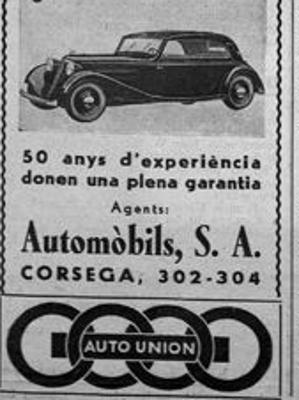 50 anys d'experiència
donen una plena garantia
Agents:
Automòbils, S. A.
CORSEGA, 302-304
AUTO UNION